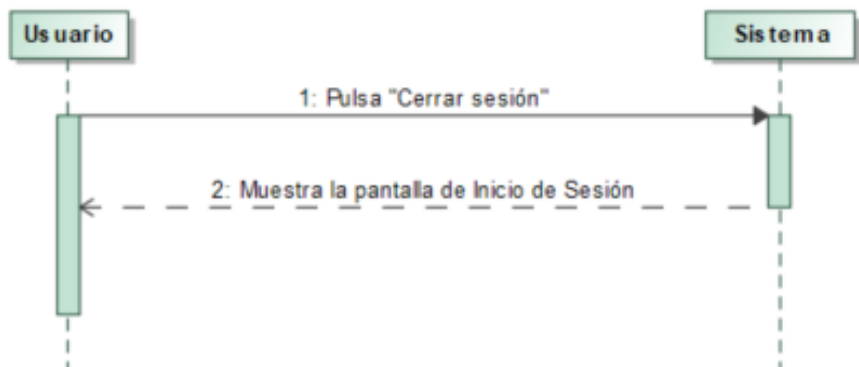 Usuario
Sistema
1: Pulsa "Cerrar sesión"
2: Muestra la pantalla de Inicio de Sesión